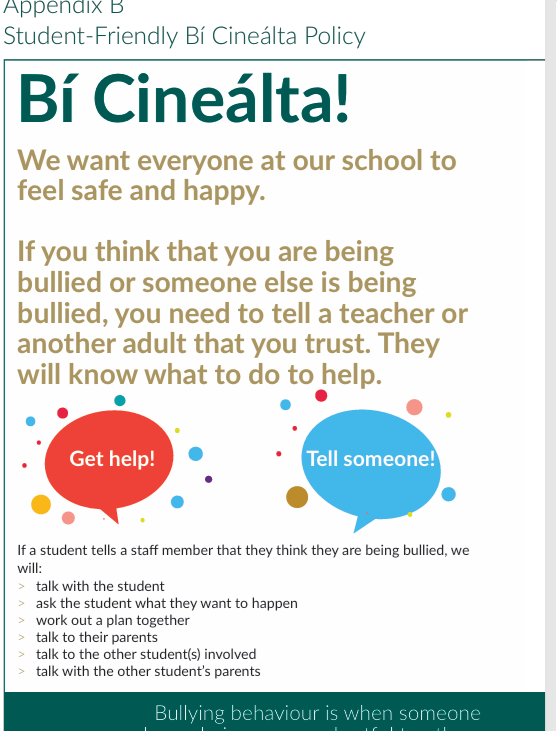 Appendix B
Student-Friendly Bí Cineálta Policy
Bí Cineálta!
We want everyone at our school to
feel safe and happy.
If you think that you are being
bullied or someone else is being
bullied, you need to tell a teacher or
another adult that you trust. They
will know what to do to help.
Get help!
Tell someone!
If a student tells a staff member that they think they are being bullied, we
will:
> talk with the student
> ask the student what they want to happen
> work out a plan together
> talk to their parents
> talk to the other student(s) involved
> talk with the other student’s parents
Bullying behaviour is when someone